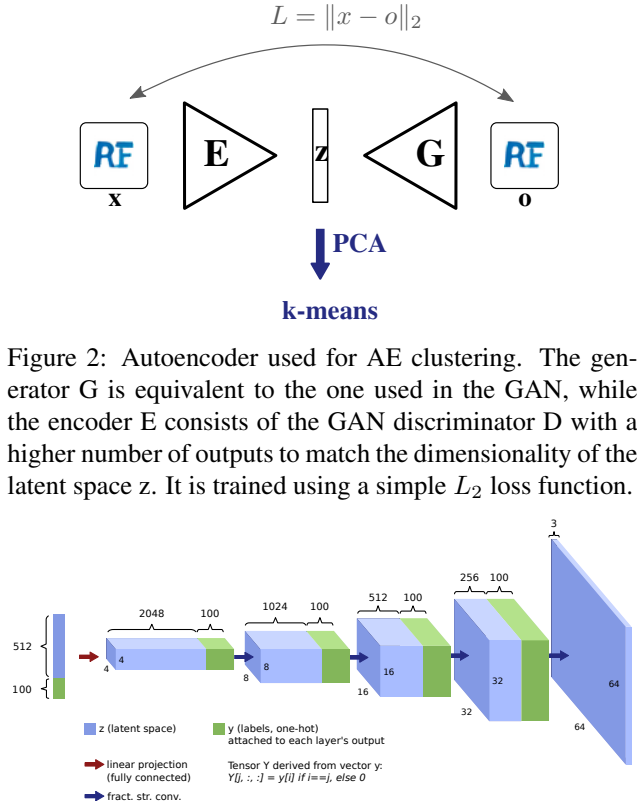 L = ∥x − o∥₂
RF
E
z
G
RF
x
o
PCA
k-means
Figure 2: Autoencoder used for AE clustering. The gen-
erator G is equivalent to the one used in the GAN, while
the encoder E consists of the GAN discriminator D with a
higher number of outputs to match the dimensionality of the
latent space z. It is trained using a simple L₂ loss function.
512
100
2048
100
4
4
1024
100
8
8
512
100
16
16
256
100
32
32
3
64
64
z (latent space)
y (labels, one-hot)
attached to each layer's output
linear projection
(fully connected)
Tensor Y derived from vector y:
Y[j, :, :] = y[i] if i==j, else 0
fract. str. conv.